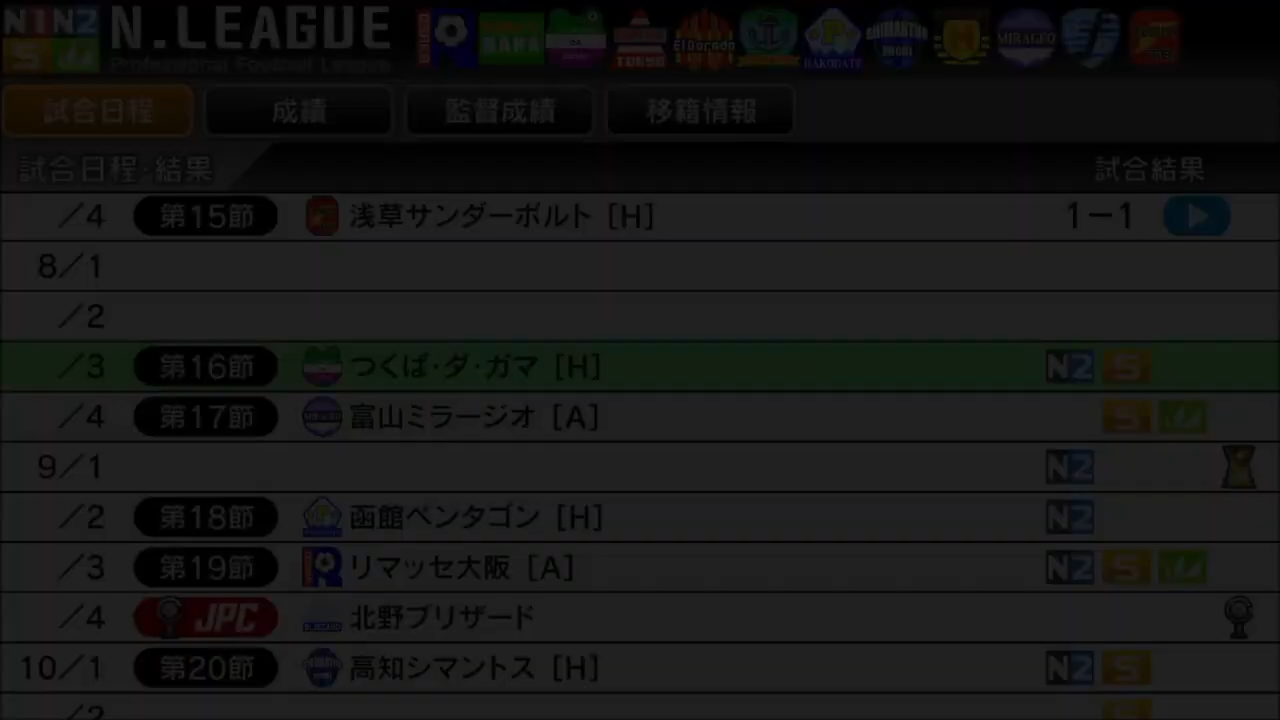 N1 N2 N.LEAGUE
S Professional Football League
TOKYO ElDorado HAKODATE SHIMANTO MIRAGEO
試合日程 成績 監督成績 移籍情報
試合日程・結果 試合結果
／4 第15節 浅草サンダーボルト [H] 1－1
8／1
／2
／3 第16節 つくば・ダ・ガマ [H] N2 S
／4 第17節 富山ミラージオ [A] S
9／1 N2
／2 第18節 函館ペンタゴン [H] N2
／3 第19節 リマッセ大阪 [A] N2 S
／4 JPC 北野ブリザード
10／1 第20節 高知シマントス [H] N2 S
／2 S